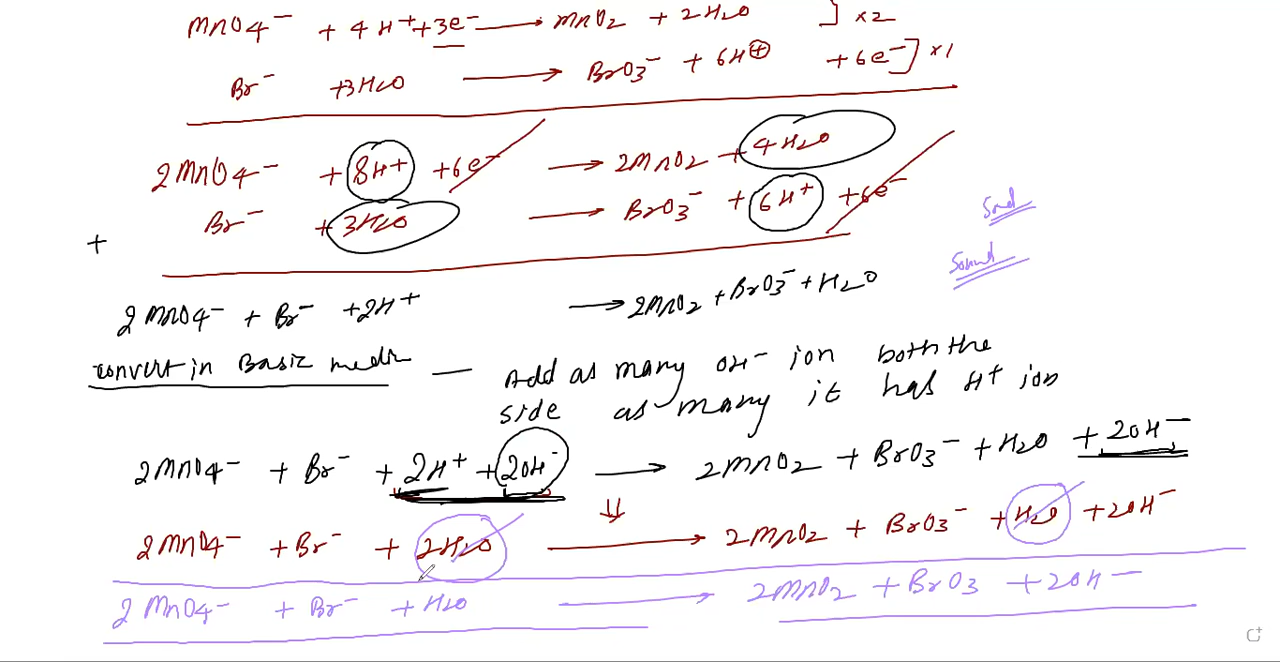 MnO4⁻ + 4H⁺ + 3e⁻ → MnO2 + 2H2O ] ×2
Br⁻ + 3H2O → BrO3⁻ + 6H⁺ + 6e⁻ ] ×1
2MnO4⁻ + 8H⁺ + 6e⁻ → 2MnO2 + 4H2O
Br⁻ + 3H2O → BrO3⁻ + 6H⁺ + 6e⁻
+
Sound
2MnO4⁻ + Br⁻ + 2H⁺ → 2MnO2 + BrO3⁻ + H2O
convert in Basic — Add as many OH⁻ ion both the
side as many it has H⁺ ion
2MnO4⁻ + Br⁻ + 2H⁺ + 2OH⁻ → 2MnO2 + BrO3⁻ + H2O + 2OH⁻
2MnO4⁻ + Br⁻ + 2H2O → 2MnO2 + BrO3⁻ + H2O + 2OH⁻
2MnO4⁻ + Br⁻ + H2O → 2MnO2 + BrO3 + 2OH⁻